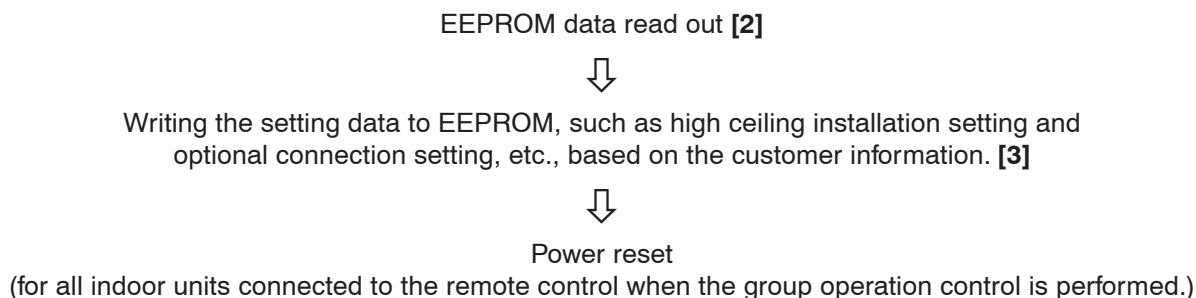 EEPROM data read out [2]
⇩
Writing the setting data to EEPROM, such as high ceiling installation setting and
optional connection setting, etc., based on the customer information. [3]
⇩
Power reset
(for all indoor units connected to the remote control when the group operation control is performed.)